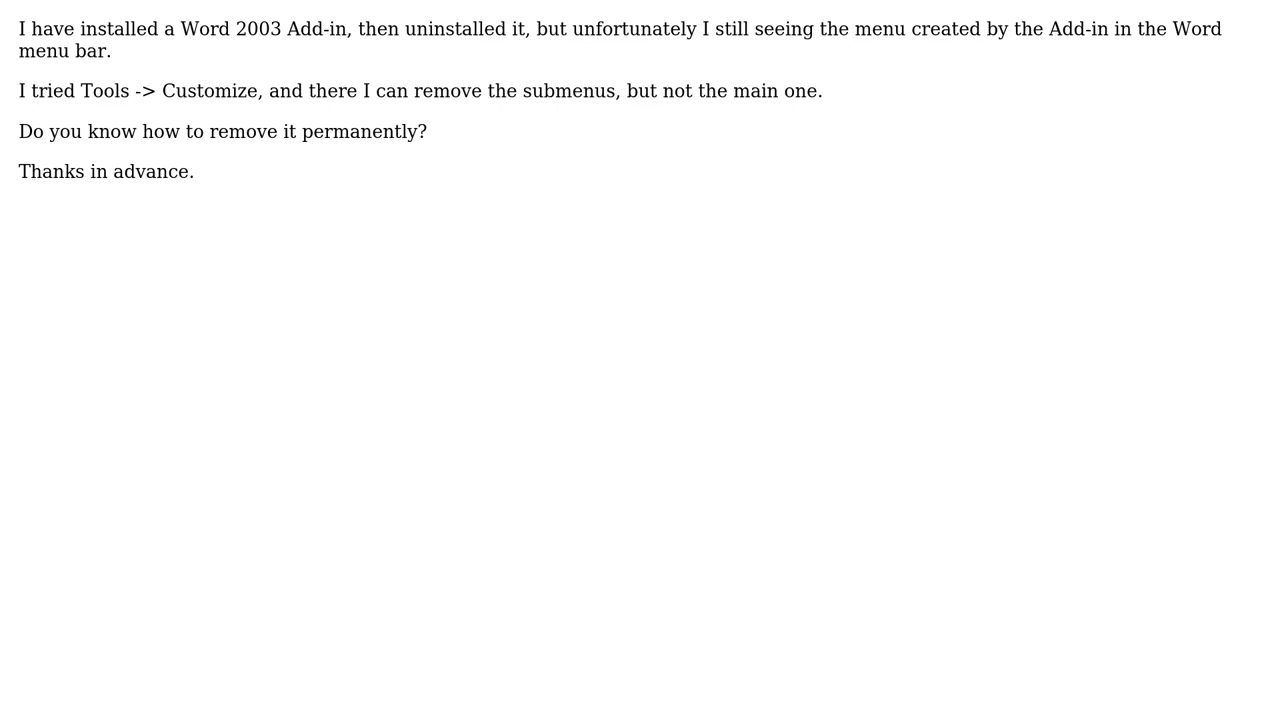 I have installed a Word 2003 Add-in, then uninstalled it, but unfortunately I still seeing the menu created by the Add-in in the Word
menu bar.
I tried Tools -> Customize, and there I can remove the submenus, but not the main one.
Do you know how to remove it permanently?
Thanks in advance.